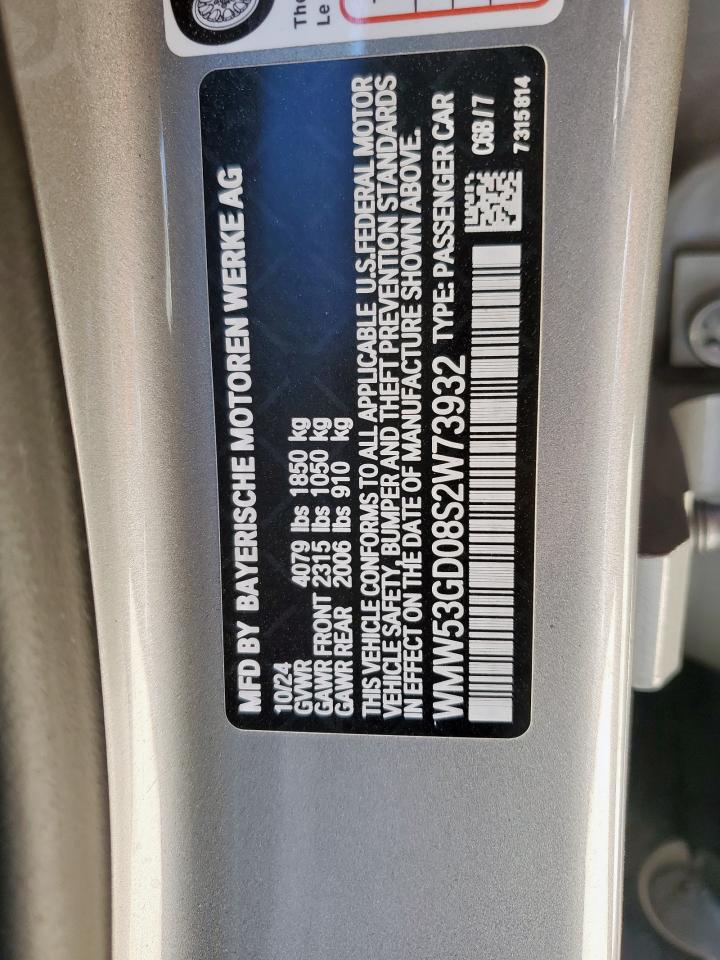 The
Le
MFD BY BAYERISCHE MOTOREN WERKE AG
10/24
GVWR 4079 lbs 1850 kg
GAWR FRONT 2315 lbs 1050 kg
GAWR REAR 2006 lbs 910 kg
THIS VEHICLE CONFORMS TO ALL APPLICABLE U.S.FEDERAL MOTOR
VEHICLE SAFETY, BUMPER AND THEFT PREVENTION STANDARDS
IN EFFECT ON THE DATE OF MANUFACTURE SHOWN ABOVE.
WMW53GD08S2W73932 TYPE: PASSENGER CAR
C6B / 7
7315814